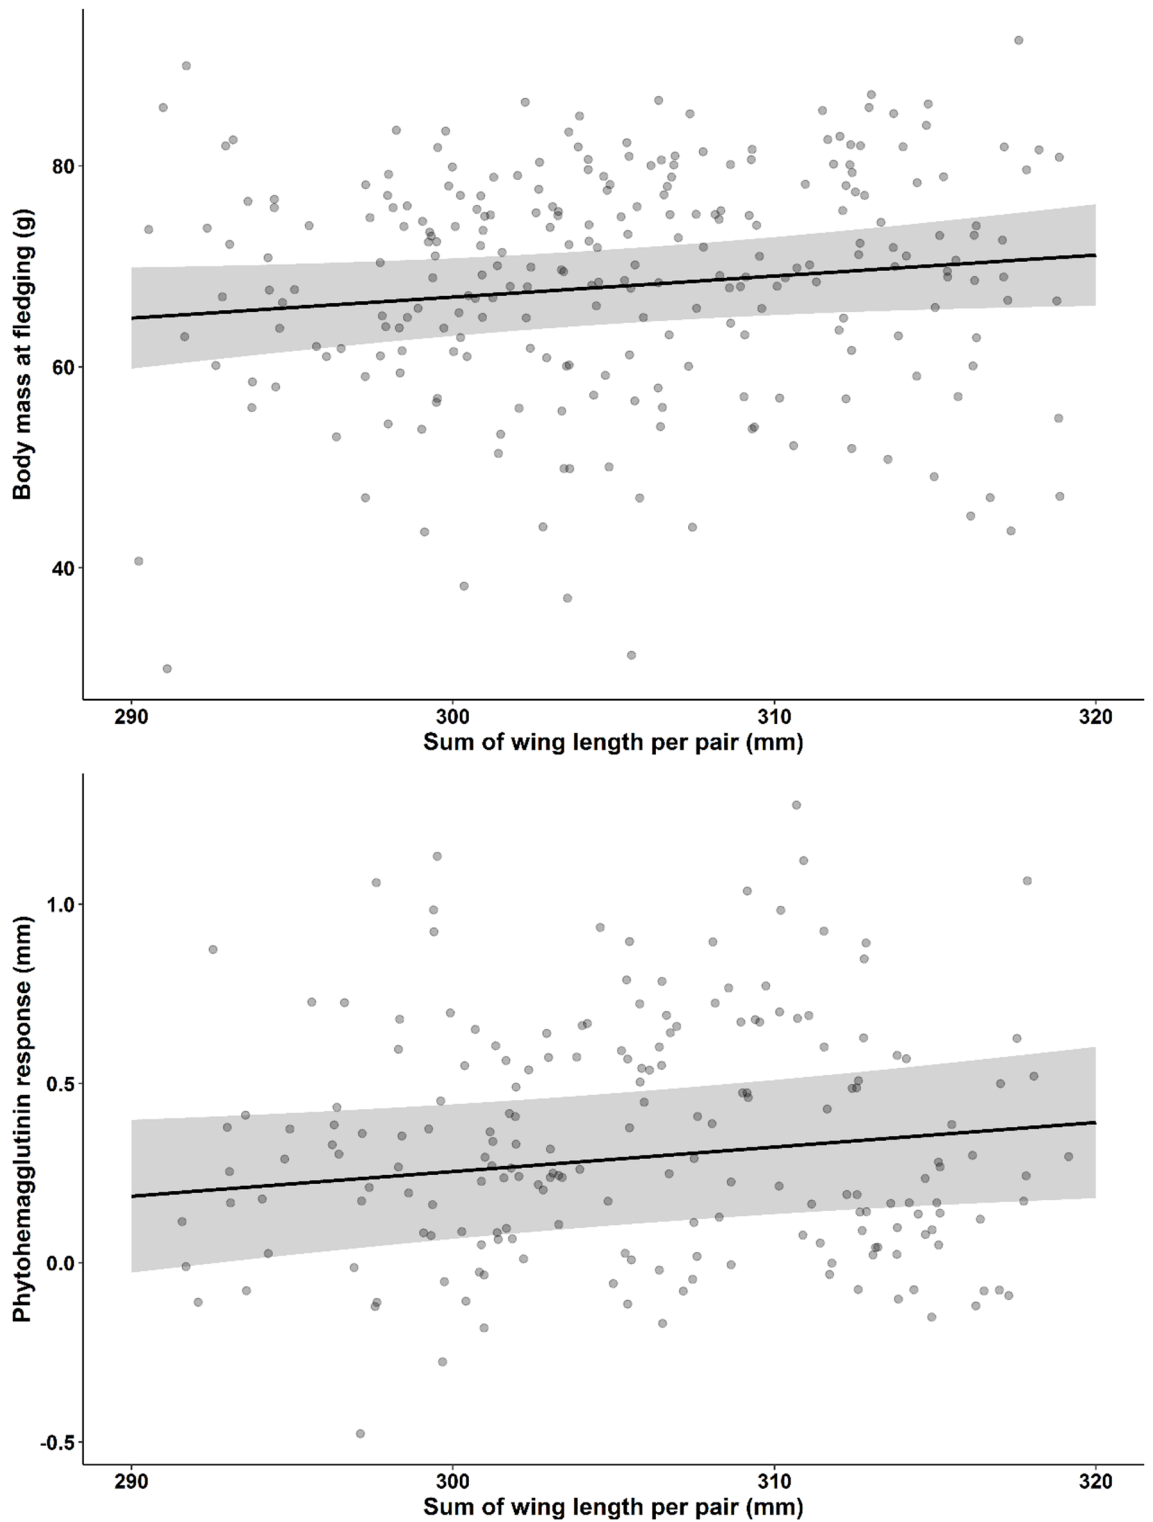 Body mass at fledging (g)
80
60
40
290 300 310 320
Sum of wing length per pair (mm)
Phytohemagglutinin response (mm)
1.0
0.5
0.0
-0.5
290 300 310 320
Sum of wing length per pair (mm)